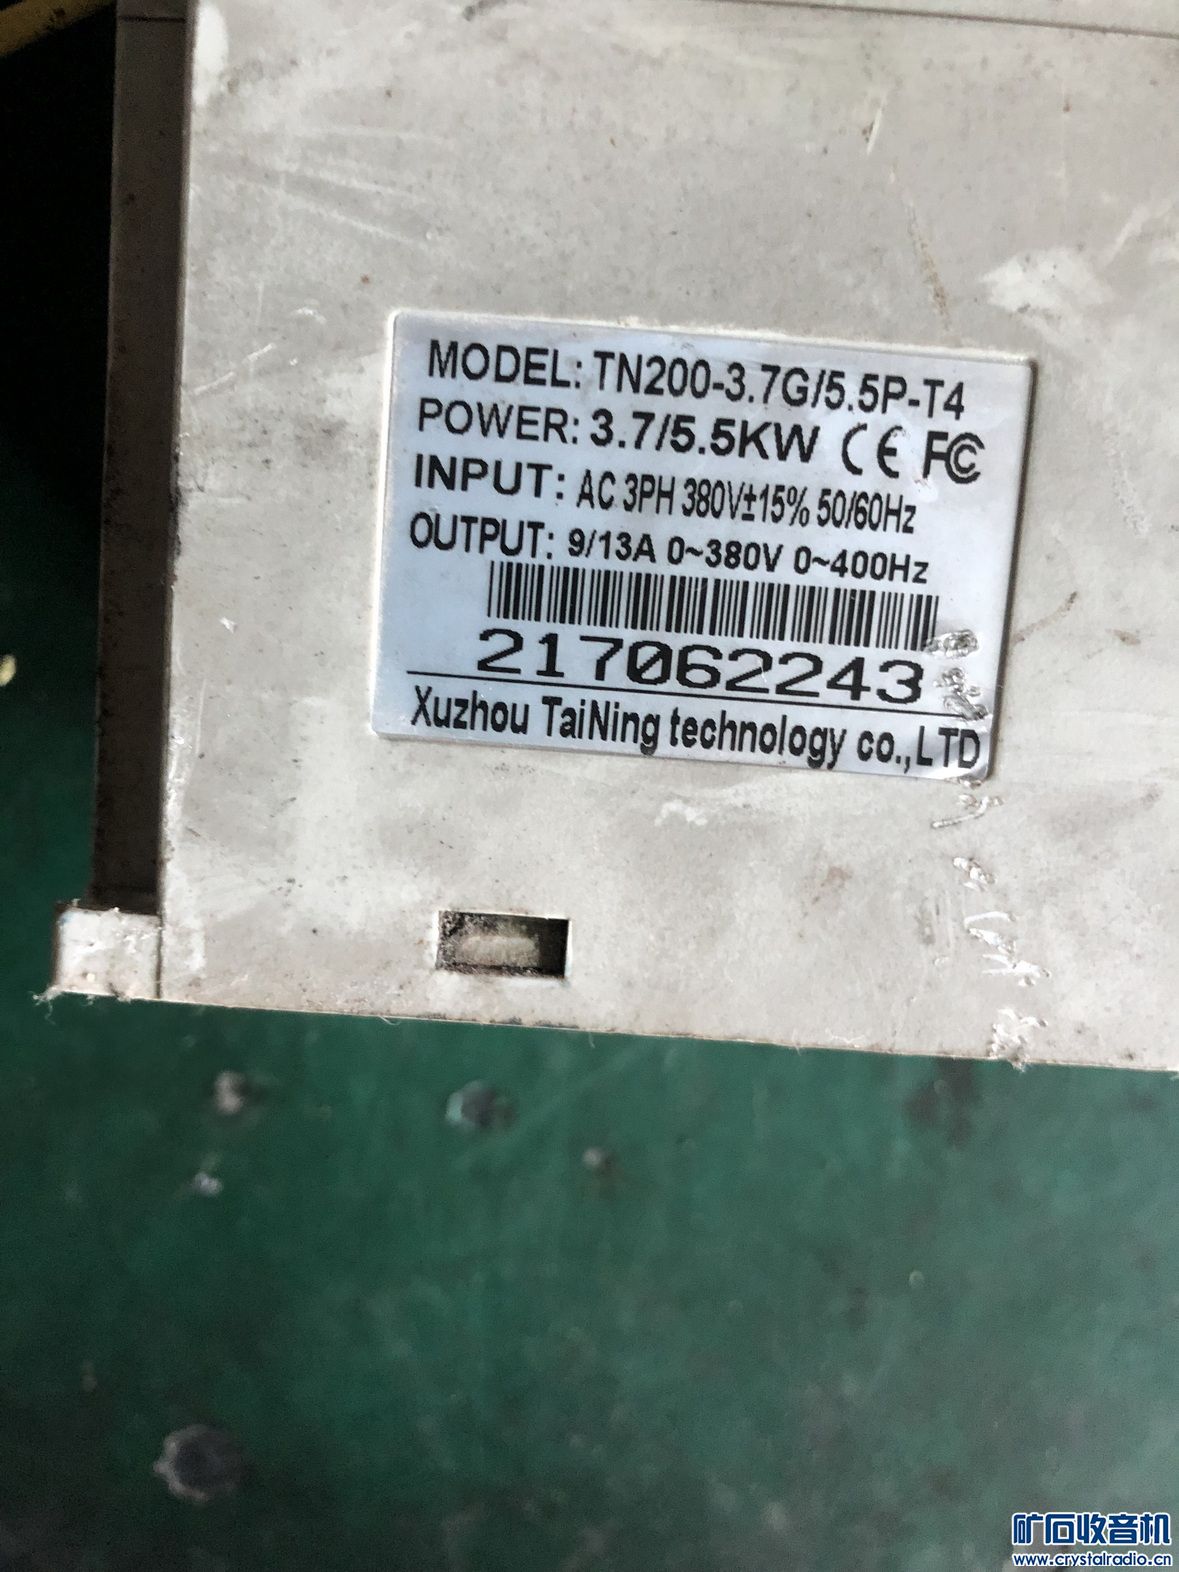 MODEL: TN200-3.7G/5.5P-T4
POWER: 3.7/5.5KW CE FC
INPUT: AC 3PH 380V±15% 50/60Hz
OUTPUT: 9/13A 0~380V 0~400Hz
217062243
Xuzhou TaiNing technology co.,LTD
矿石收音机
www.crystalradio.cn